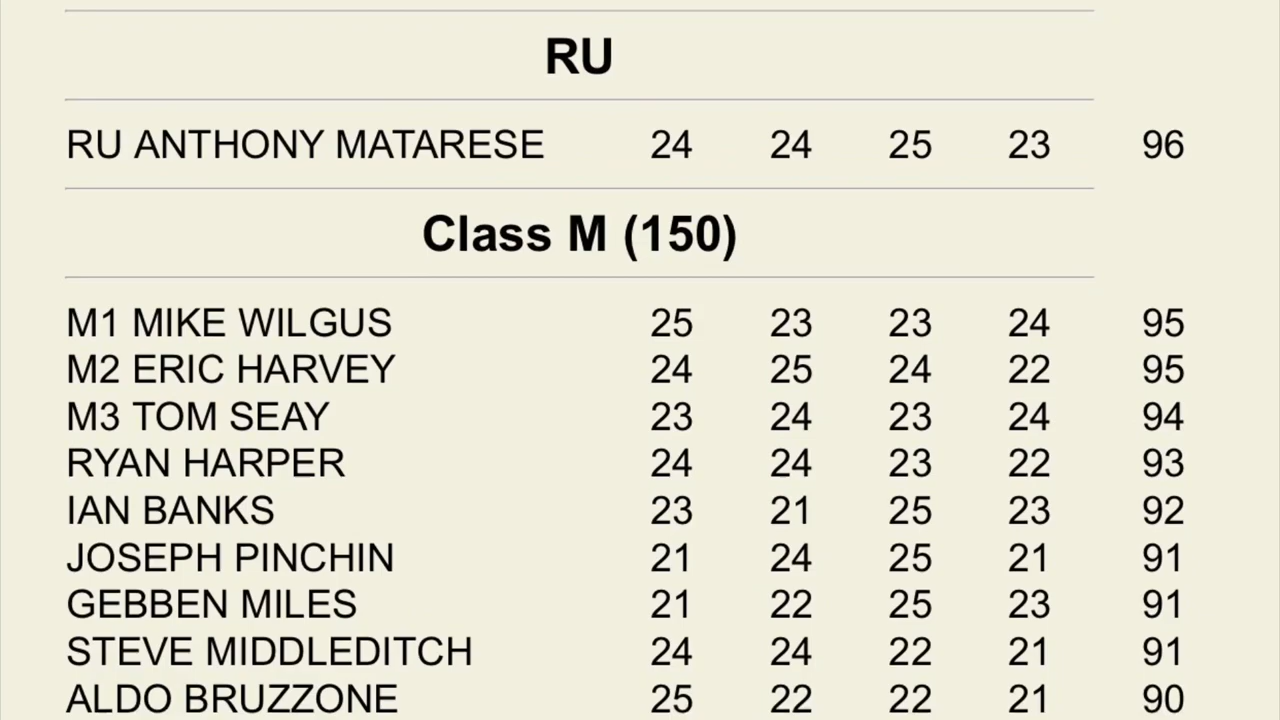 RU
RU ANTHONY MATARESE 24 24 25 23 96
Class M (150)
M1 MIKE WILGUS 25 23 23 24 95
M2 ERIC HARVEY 24 25 24 22 95
M3 TOM SEAY 23 24 23 24 94
RYAN HARPER 24 24 23 22 93
IAN BANKS 23 21 25 23 92
JOSEPH PINCHIN 21 24 25 21 91
GEBBEN MILES 21 22 25 23 91
STEVE MIDDLEDITCH 24 24 22 21 91
ALDO BRUZZONE 25 22 22 21 90